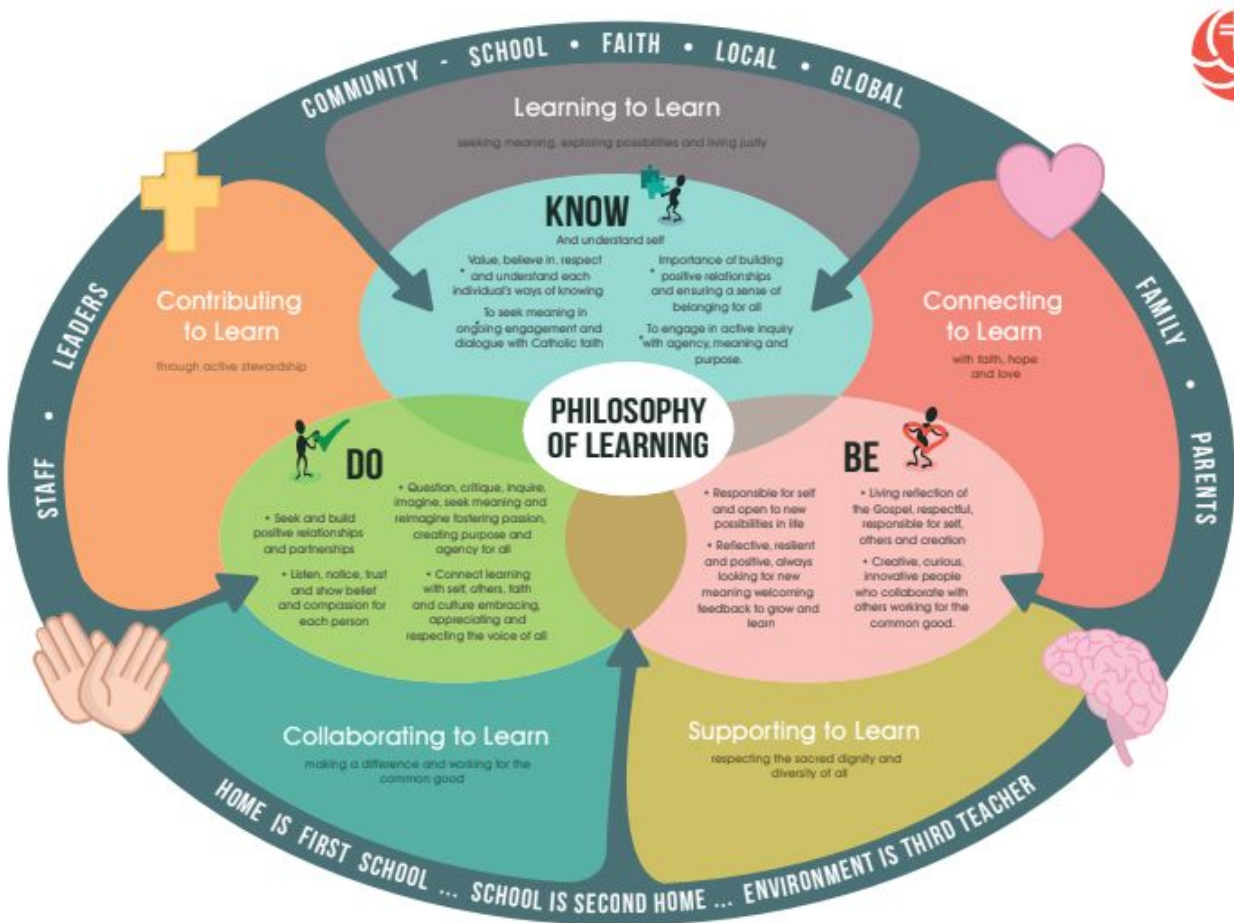 COMMUNITY - SCHOOL • FAITH • LOCAL • GLOBAL
Learning to Learn
seeking meaning, exploring possibilities and living justly
KNOW
And understand self
Value, believe in, respect
• and understand each
individual's ways of knowing
• To seek meaning in
ongoing engagement and
dialogue with Catholic faith
Importance of building
• positive relationships
and ensuring a sense of
belonging for all
• To engage in active inquiry
with agency, meaning and
purpose.
STAFF • LEADERS
Contributing
to Learn
through active stewardship
Connecting
to Learn
with faith, hope
and love
FAMILY • PARENTS
PHILOSOPHY
OF LEARNING
DO
• Seek and build
positive relationships
and partnerships
• Listen, notice, trust
and show belief
and compassion for
each person
• Question, critique, inquire,
imagine, seek meaning and
reimagine fostering passion,
creating purpose and
agency for all
• Connect learning
with self, others, faith
and culture embracing,
appreciating and
respecting the voice of all
BE
• Responsible for self
and open to new
possibilities in life
• Reflective, resilient
and positive, always
looking for new
meaning welcoming
feedback to grow and
learn
• Living reflection of
the Gospel, respectful,
responsible for self,
others and creation
• Creative, curious,
innovative people
who collaborate with
others working for the
common good.
Collaborating to Learn
making a difference and working for the
common good
Supporting to Learn
respecting the sacred dignity and
diversity of all
HOME IS FIRST SCHOOL ... SCHOOL IS SECOND HOME ... ENVIRONMENT IS THIRD TEACHER